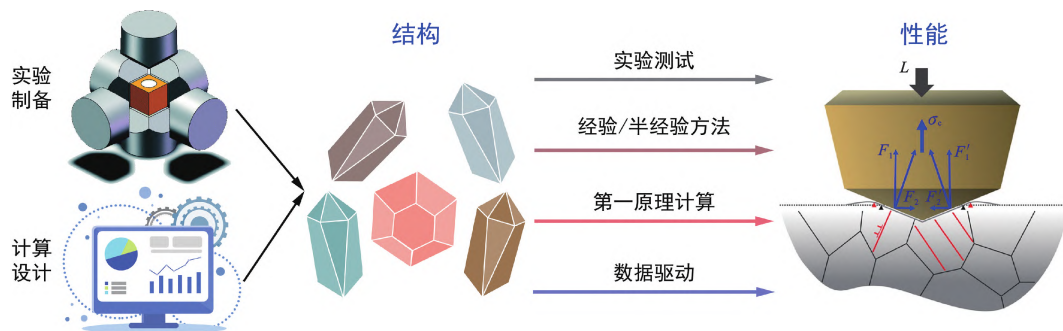 实验
制备
计算
设计
结构
实验测试
经验/半经验方法
第一原理计算
数据驱动
性能
L
σc
F1
F1′
F2
F2′